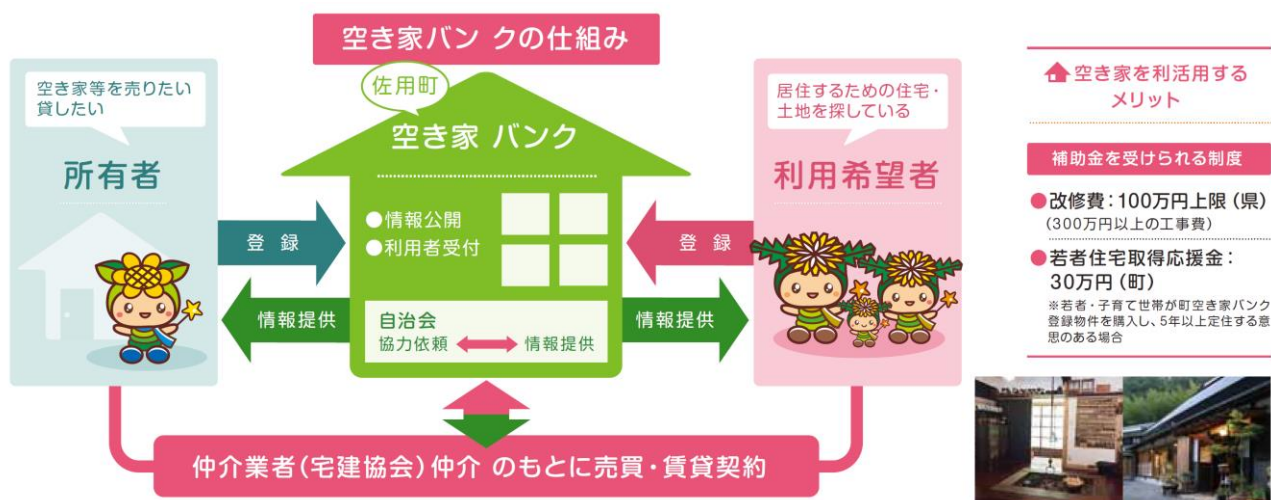 空き家バン クの仕組み
空き家等を売りたい
貸したい
所有者
佐用町
空き家 バンク
●情報公開
●利用者受付
自治会
協力依頼
情報提供
居住するための住宅・
土地を探している
利用希望者
登 録
登 録
情報提供
情報提供
仲介業者(宅建協会)仲介 のもとに売買・賃貸契約
空き家を利活用する
メリット
補助金を受けられる制度
●改修費:100万円上限(県)
(300万円以上の工事費)
●若者住宅取得応援金:
30万円(町)
※若者・子育て世帯が町空き家バンク
登録物件を購入し、5年以上定住する意
思のある場合